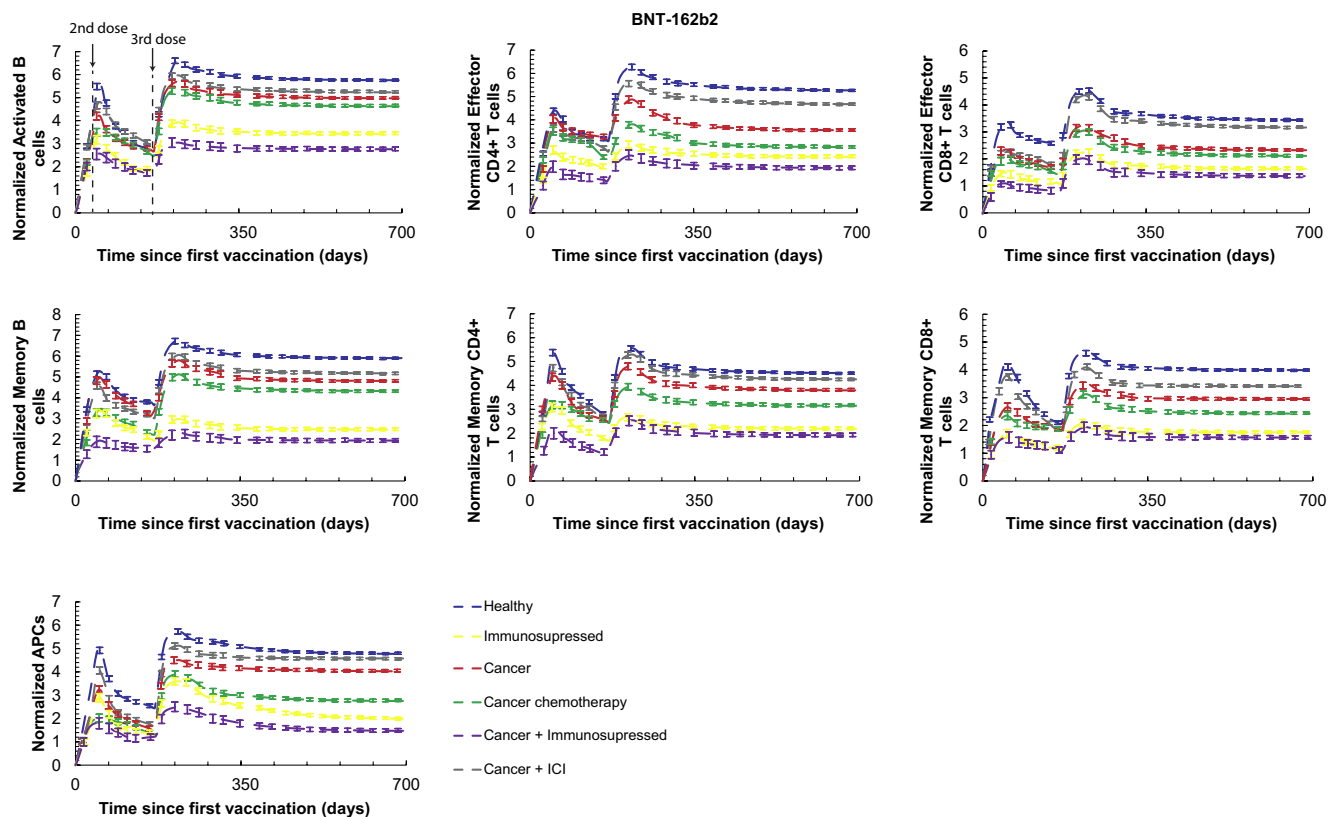 BNT-162b2
2nd dose
3rd dose
Normalized Activated B
cells
7
6
5
4
3
2
1
0
0
350
700
Time since first vaccination (days)
Normalized Effector
CD4+ T cells
7
6
5
4
3
2
1
0
0
350
700
Time since first vaccination (days)
Normalized Effector
CD8+ T cells
6
5
4
3
2
1
0
0
350
700
Time since first vaccination (days)
Normalized Memory B
cells
8
7
6
5
4
3
2
1
0
0
350
700
Time since first vaccination (days)
Normalized Memory CD4+
T cells
7
6
5
4
3
2
1
0
0
350
700
Time since first vaccination (days)
Normalized Memory CD8+
T cells
6
5
4
3
2
1
0
0
350
700
Time since first vaccination (days)
Normalized APCs
7
6
5
4
3
2
1
0
0
350
700
Time since first vaccination (days)
Healthy
Immunosupressed
Cancer
Cancer chemotherapy
Cancer + Immunosupressed
Cancer + ICI